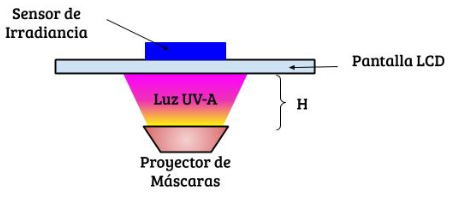 Sensor de
Irradiancia
Pantalla LCD
Luz UV-A
H
Proyector de
Máscaras